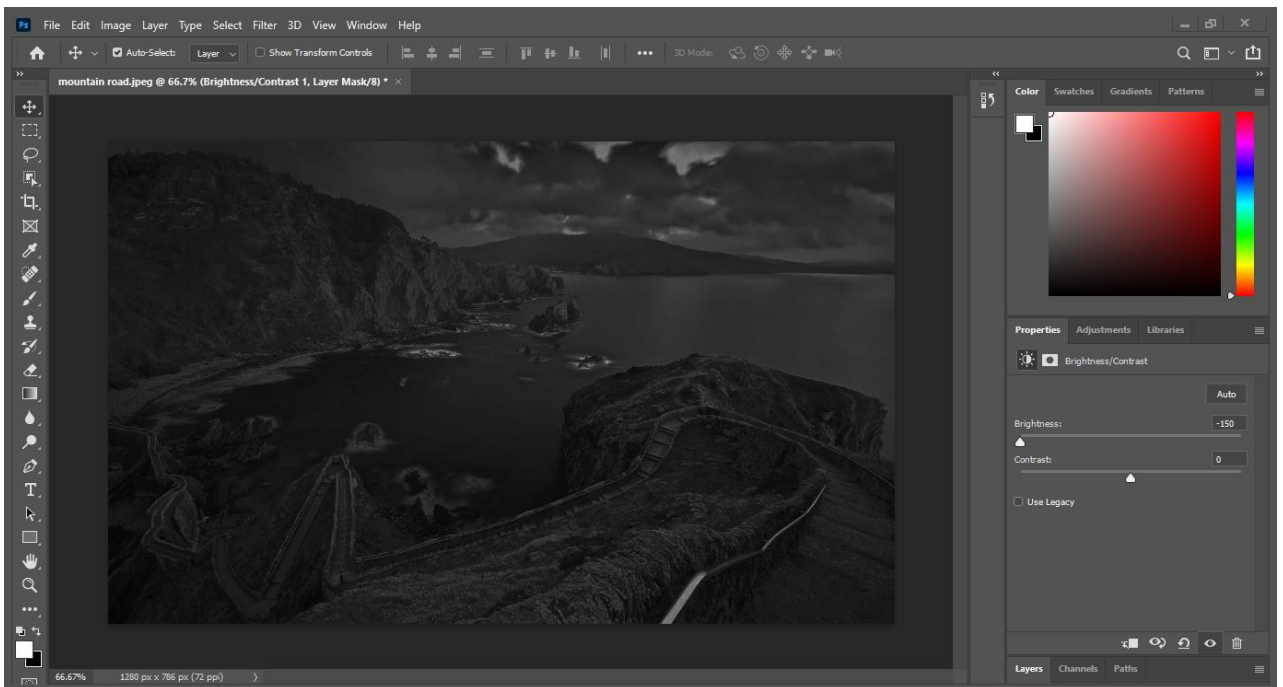 Ps File Edit Image Layer Type Select Filter 3D View Window Help
Auto-Select: Layer Show Transform Controls 3D Mode:
mountain road.jpeg @ 66.7% (Brightness/Contrast 1, Layer Mask/8) * ×
Color Swatches Gradients Patterns
Properties Adjustments Libraries
Brightness/Contrast
Auto
Brightness: -150
Contrast: 0
Use Legacy
T
66.67% 1280 px x 786 px (72 ppi)
Layers Channels Paths